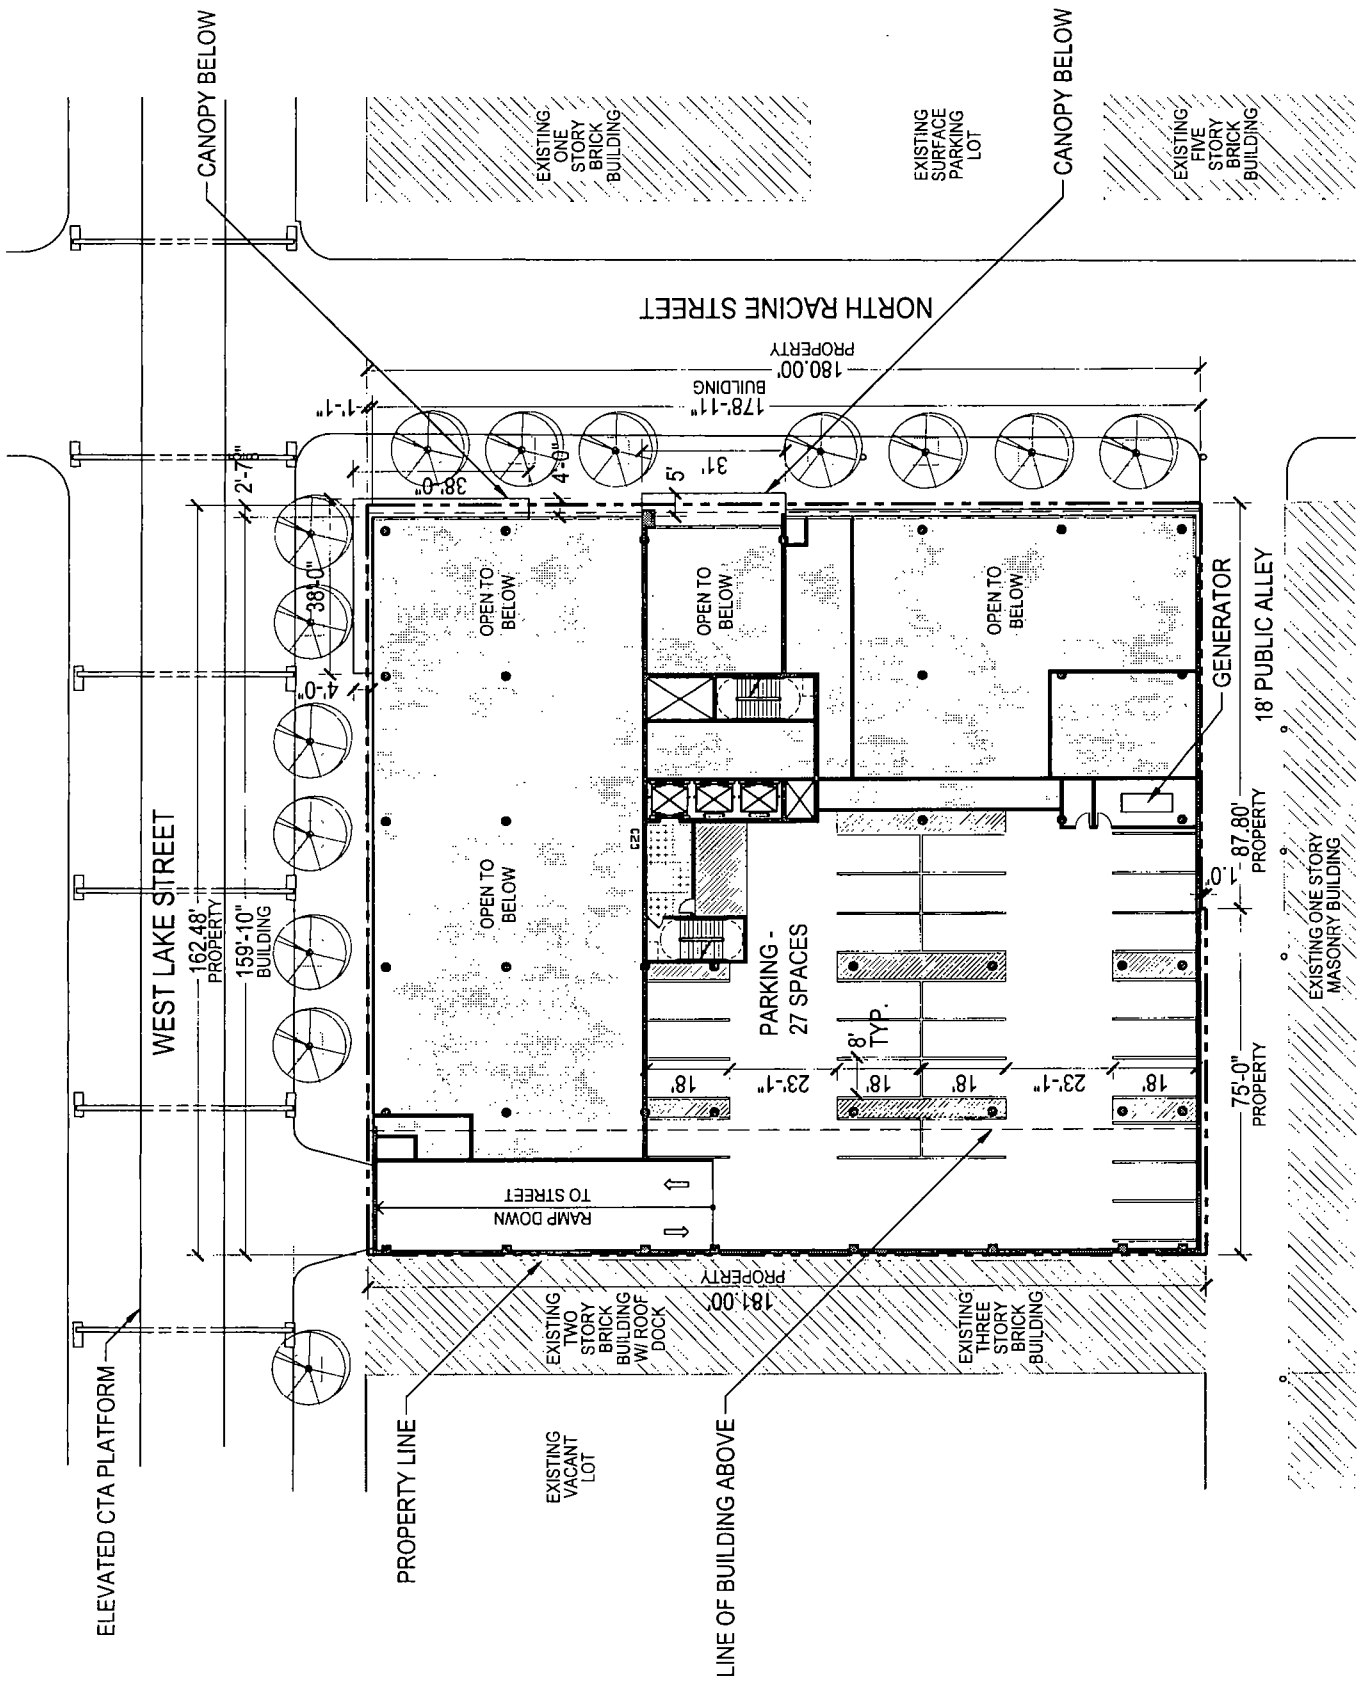 ELEVATED CTA PLATFORM
WEST LAKE STREET
162.48'
PROPERTY
159'-10"
BUILDING
2'-7"
CANOPY BELOW
PROPERTY LINE
EXISTING
VACANT
LOT
LINE OF BUILDING ABOVE
EXISTING
TWO
STORY
BRICK
BUILDING
W/ ROOF
DOCK
EXISTING
THREE
STORY
BRICK
BUILDING
181.00'
PROPERTY
RAMP DOWN
TO STREET
OPEN TO
BELOW
OPEN TO
BELOW
38'-0"
4'-0"
38'-0"
4'-0"
1'-1"
OPEN TO
BELOW
5'
31'
OPEN TO
BELOW
178'-11"
BUILDING
180.00'
PROPERTY
NORTH RACINE STREET
EXISTING
ONE
STORY
BRICK
BUILDING
EXISTING
SURFACE
PARKING
LOT
CANOPY BELOW
EXISTING
FIVE
STORY
BRICK
BUILDING
PARKING -
27 SPACES
8'
TYP.
18'
23'-1"
18'
18'
23'-1"
18'
75'-0"
PROPERTY
1.0'
87.80'
PROPERTY
GENERATOR
18' PUBLIC ALLEY
EXISTING ONE STORY
MASONRY BUILDING